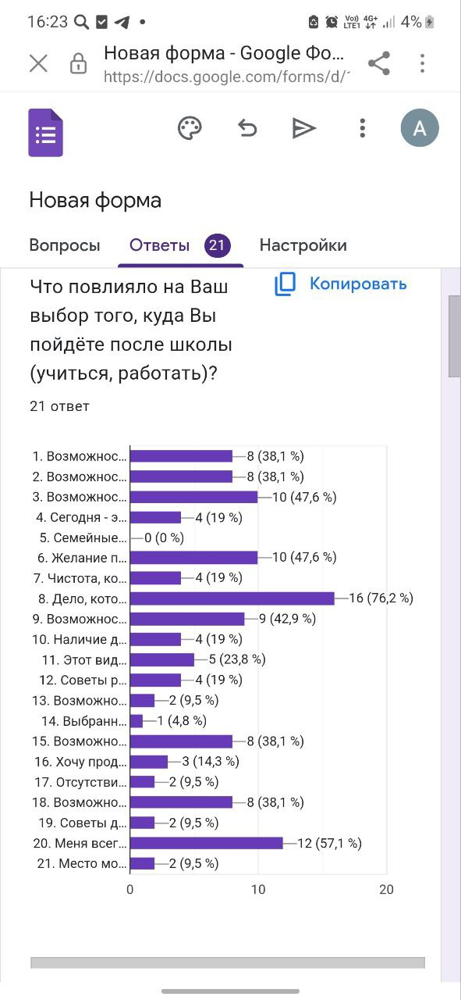 16:23
Vo)) 4G+
LTE1
4%
Новая форма - Google Фо...
https://docs.google.com/forms/d/
A
Новая форма
Вопросы Ответы 21 Настройки
Что повлияло на Ваш
выбор того, куда Вы
пойдёте после школы
(учиться, работать)?
Копировать
21 ответ
1. Возможнос... 8 (38,1 %)
2. Возможнос... 8 (38,1 %)
3. Возможнос... 10 (47,6 %)
4. Сегодня - э... 4 (19 %)
5. Семейные... 0 (0 %)
6. Желание п... 10 (47,6 %)
7. Чистота, ко... 4 (19 %)
8. Дело, кото... 16 (76,2 %)
9. Возможнос... 9 (42,9 %)
10. Наличие д... 4 (19 %)
11. Этот вид... 5 (23,8 %)
12. Советы р... 4 (19 %)
13. Возможно... 2 (9,5 %)
14. Выбранн... 1 (4,8 %)
15. Возможно... 8 (38,1 %)
16. Хочу прод... 3 (14,3 %)
17. Отсутстви... 2 (9,5 %)
18. Возможно... 8 (38,1 %)
19. Советы д... 2 (9,5 %)
20. Меня всег... 12 (57,1 %)
21. Место мо... 2 (9,5 %)
0 10 20